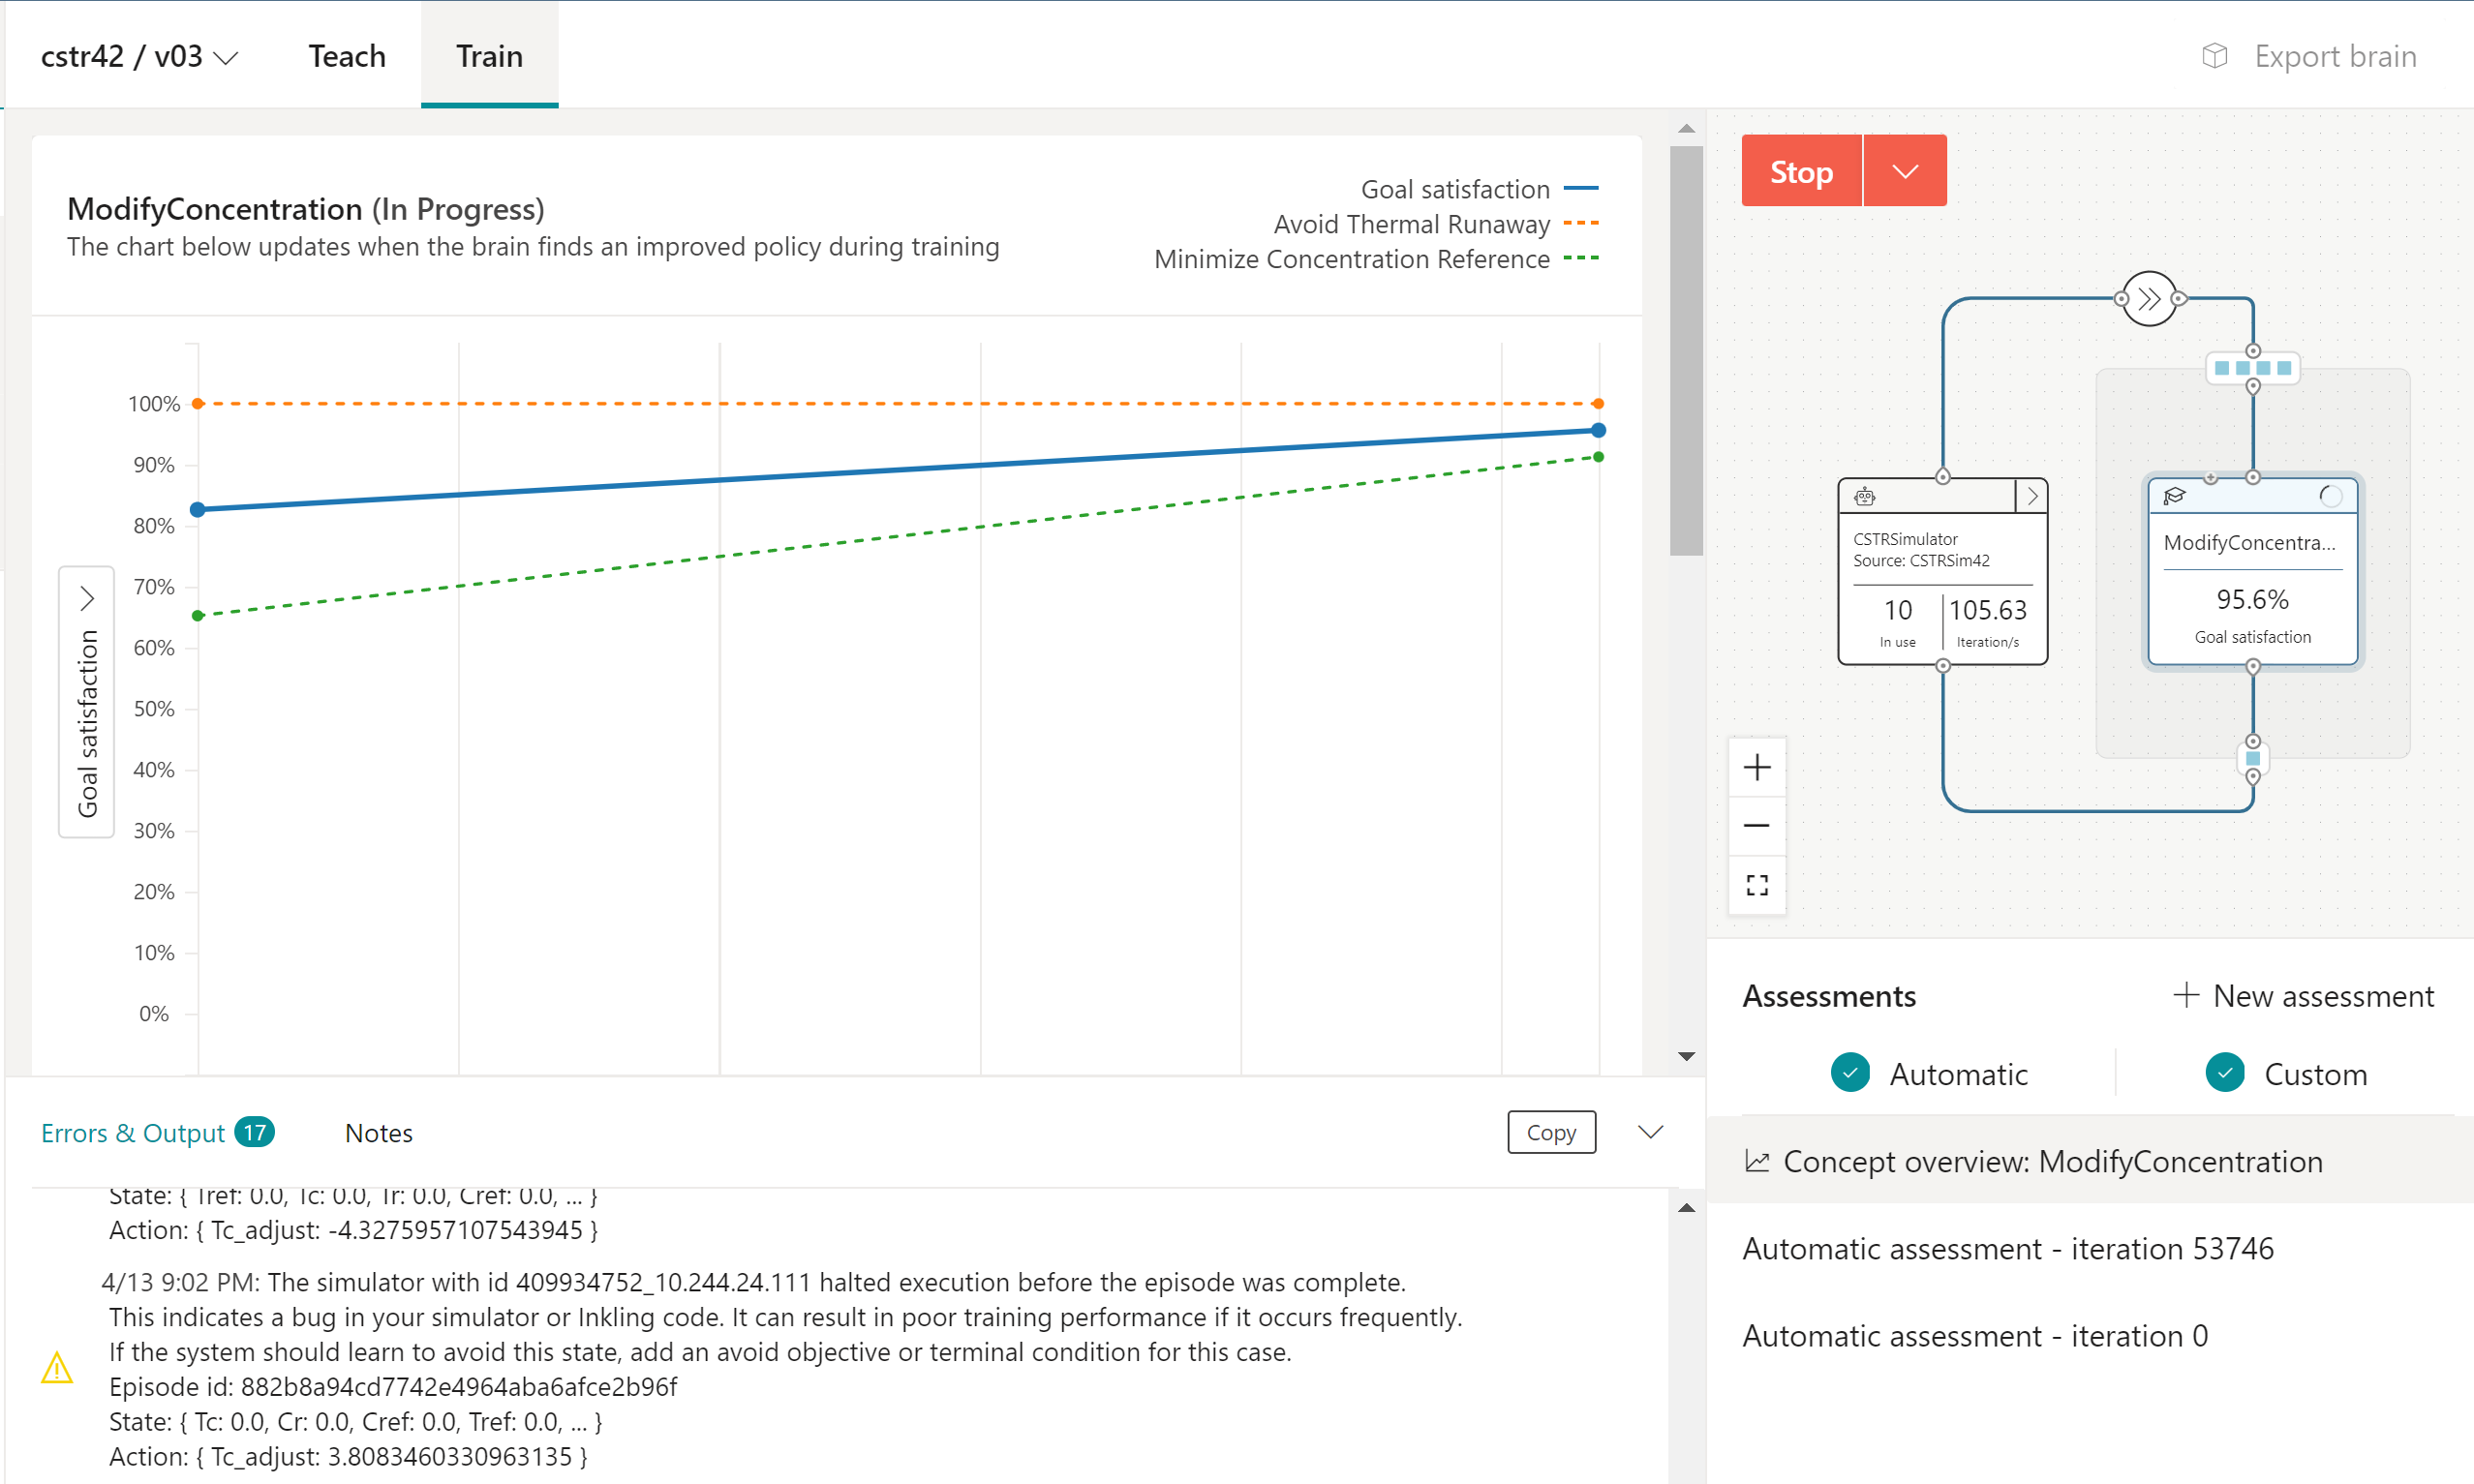 cstr42 / v03
Teach
Train
Export brain
ModifyConcentration (In Progress)
The chart below updates when the brain finds an improved policy during training
Goal satisfaction
Avoid Thermal Runaway
Minimize Concentration Reference
100%
90%
80%
70%
60%
50%
40%
30%
20%
10%
0%
Goal satisfaction
Stop
CSTRSimulator
Source: CSTRSim42
10
In use
105.63
Iteration/s
ModifyConcentra...
95.6%
Goal satisfaction
Errors & Output 17
Notes
Copy
State: { Tref: 0.0, Tc: 0.0, Tr: 0.0, Cref: 0.0, ... }
Action: { Tc_adjust: -4.3275957107543945 }
4/13 9:02 PM: The simulator with id 409934752_10.244.24.111 halted execution before the episode was complete.
This indicates a bug in your simulator or Inkling code. It can result in poor training performance if it occurs frequently.
If the system should learn to avoid this state, add an avoid objective or terminal condition for this case.
Episode id: 882b8a94cd7742e4964aba6afce2b96f
State: { Tc: 0.0, Cr: 0.0, Cref: 0.0, Tref: 0.0, ... }
Action: { Tc_adjust: 3.8083460330963135 }
Assessments
New assessment
Automatic
Custom
Concept overview: ModifyConcentration
Automatic assessment - iteration 53746
Automatic assessment - iteration 0